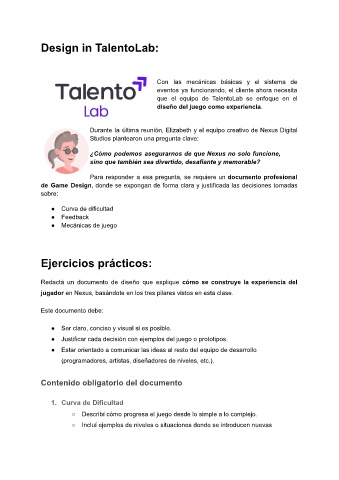 Design in TalentoLab:
Talento
Lab
Con las mecánicas básicas y el sistema de
eventos ya funcionando, el cliente ahora necesita
que el equipo de TalentoLab se enfoque en el
diseño del juego como experiencia.
Durante la última reunión, Elizabeth y el equipo creativo de Nexus Digital
Studios plantearon una pregunta clave:
¿Cómo podemos asegurarnos de que Nexus no solo funcione,
sino que también sea divertido, desafiante y memorable?
Para responder a esa pregunta, se requiere un documento profesional
de Game Design, donde se expongan de forma clara y justificada las decisiones tomadas
sobre:
● Curva de dificultad
● Feedback
● Mecánicas de juego
Ejercicios prácticos:
Redactá un documento de diseño que explique cómo se construye la experiencia del
jugador en Nexus, basándote en los tres pilares vistos en esta clase.
Este documento debe:
● Ser claro, conciso y visual si es posible.
● Justificar cada decisión con ejemplos del juego o prototipos.
● Estar orientado a comunicar las ideas al resto del equipo de desarrollo
(programadores, artistas, diseñadores de niveles, etc.).
Contenido obligatorio del documento
1. Curva de Dificultad
○ Describí cómo progresa el juego desde lo simple a lo complejo.
○ Incluí ejemplos de niveles o situaciones donde se introducen nuevas